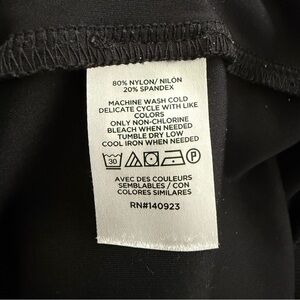 80% NYLON/ NILÓN
20% SPANDEX
MACHINE WASH COLD
DELICATE CYCLE WITH LIKE
COLORS
ONLY NON-CHLORINE
BLEACH WHEN NEEDED
TUMBLE DRY LOW
COOL IRON WHEN NEEDED
30 P
AVEC DES COULEURS
SEMBLABLES / CON
COLORES SIMILARES
RN#140923